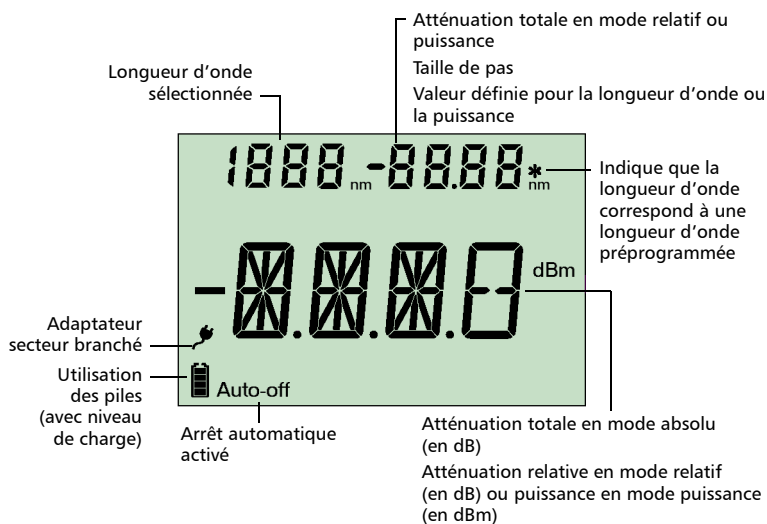 Atténuation totale en mode relatif ou
puissance
Taille de pas
Valeur définie pour la longueur d'onde ou
la puissance
Longueur d'onde
sélectionnée
1888 nm -88.88 * nm
Indique que la
longueur d'onde
correspond à une
longueur d'onde
préprogrammée
dBm
Adaptateur
secteur branché
Utilisation
des piles
(avec niveau
de charge)
Auto-off
Arrêt automatique
activé
Atténuation totale en mode absolu
(en dB)
Atténuation relative en mode relatif
(en dB) ou puissance en mode puissance
(en dBm)